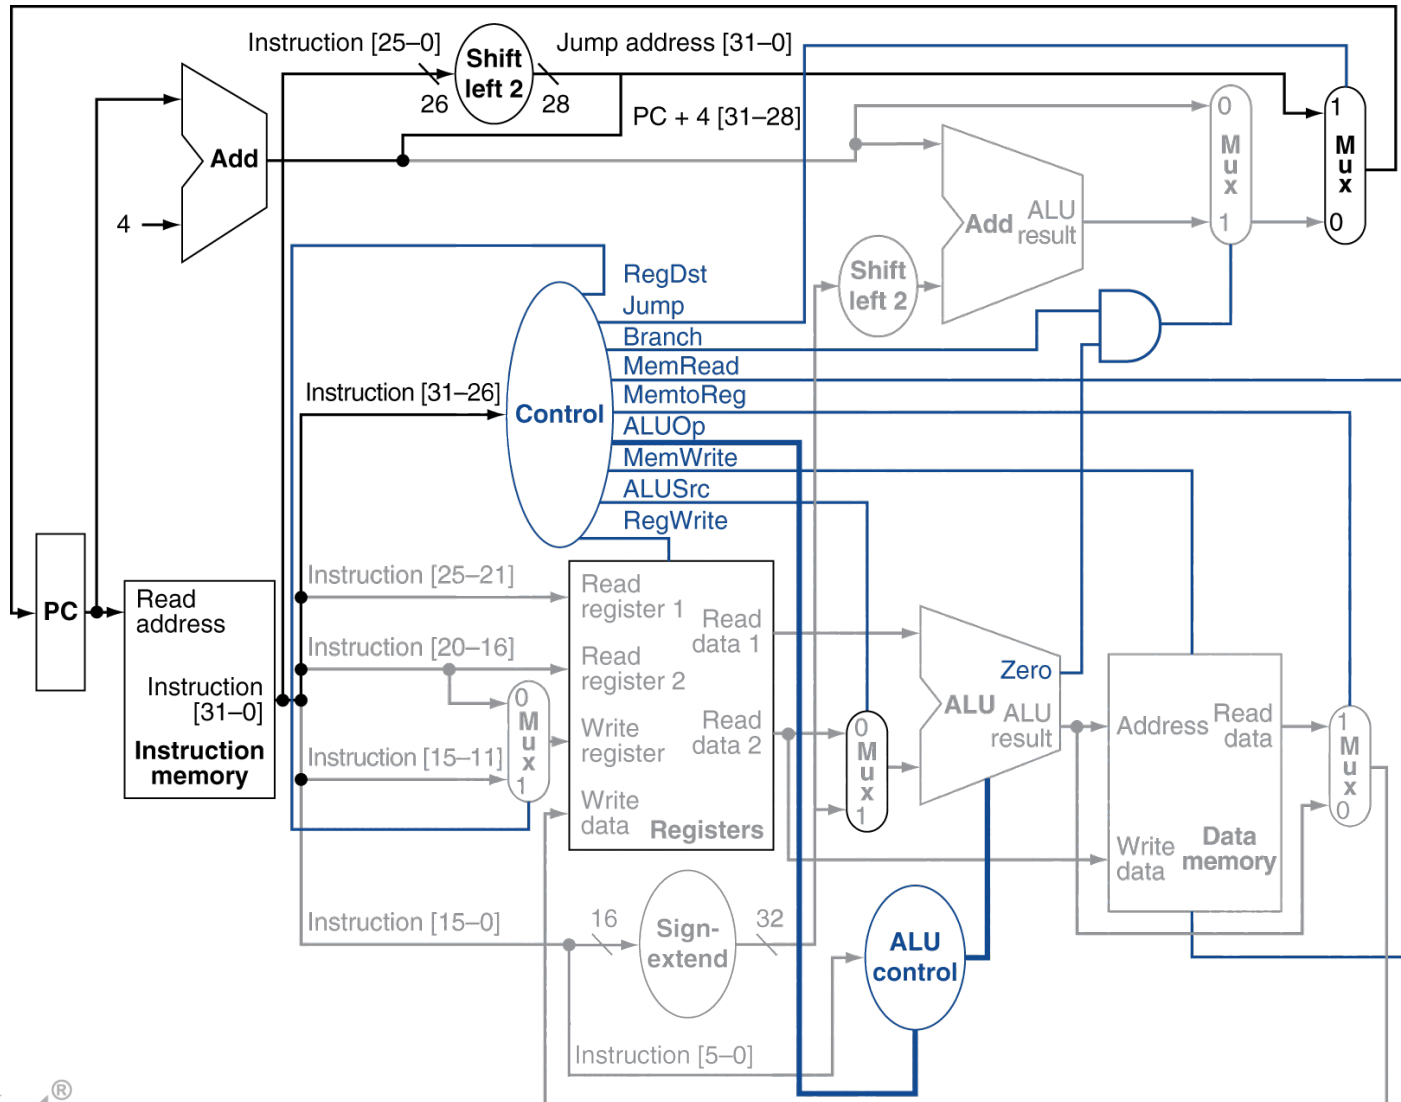 Instruction [25–0]
Shift
left 2
Jump address [31–0]
26
28
PC + 4 [31–28]
Add
4
0
M
u
x
1
1
M
u
x
0
Add
ALU
result
Shift
left 2
RegDst
Jump
Branch
MemRead
MemtoReg
ALUOp
MemWrite
ALUSrc
RegWrite
Instruction [31–26]
Control
PC
Read
address
Instruction
[31–0]
Instruction
memory
Instruction [25–21]
Instruction [20–16]
Instruction [15–11]
0
M
u
x
1
Read
register 1
Read
register 2
Write
register
Write
data
Read
data 1
Read
data 2
Registers
0
M
u
x
1
Zero
ALU
ALU
result
Address
Read
data
Write
data
Data
memory
1
M
u
x
0
Instruction [15–0]
16
Sign-
extend
32
ALU
control
Instruction [5–0]
®